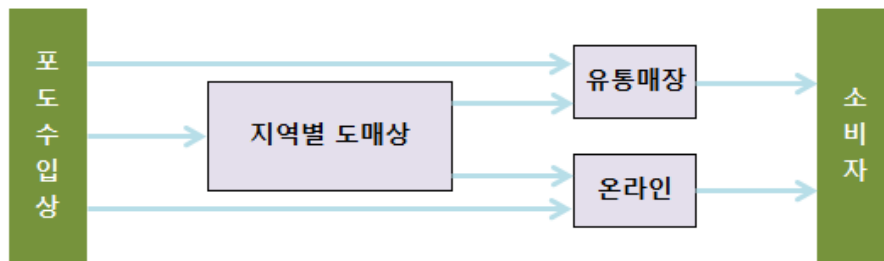 포도수입상
지역별 도매상
유통매장
온라인
소비자